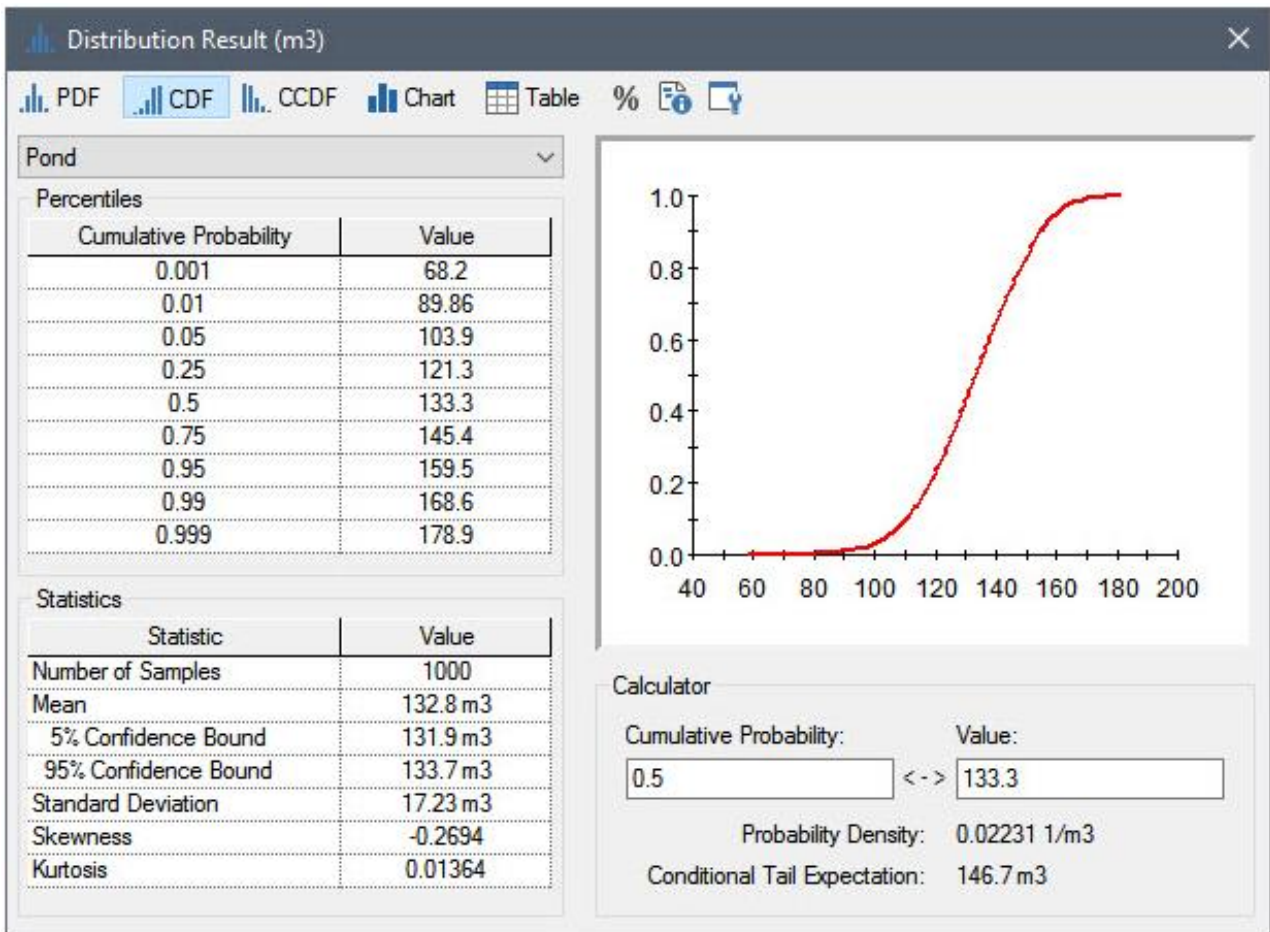 Distribution Result (m3)
PDF CDF CCDF Chart Table %
Pond
Percentiles
Cumulative Probability Value
0.001 68.2
0.01 89.86
0.05 103.9
0.25 121.3
0.5 133.3
0.75 145.4
0.95 159.5
0.99 168.6
0.999 178.9
Statistics
Statistic Value
Number of Samples 1000
Mean 132.8 m3
5% Confidence Bound 131.9 m3
95% Confidence Bound 133.7 m3
Standard Deviation 17.23 m3
Skewness -0.2694
Kurtosis 0.01364
1.0
0.8
0.6
0.4
0.2
0.0
40 60 80 100 120 140 160 180 200
Calculator
Cumulative Probability: Value:
0.5 < - > 133.3
Probability Density: 0.02231 1/m3
Conditional Tail Expectation: 146.7 m3